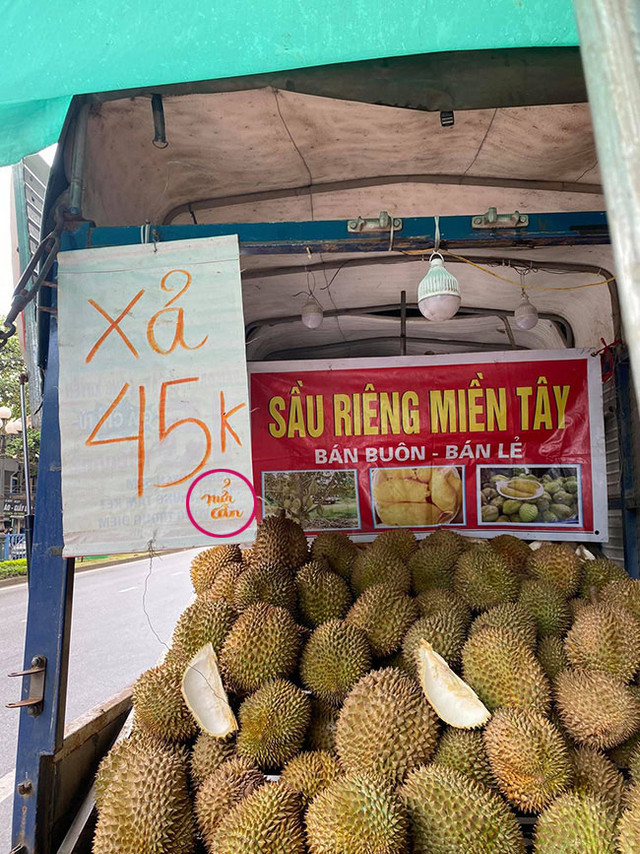 xả
45k
nửa
cân
SẦU RIÊNG MIỀN TÂY
BÁN BUÔN - BÁN LẺ